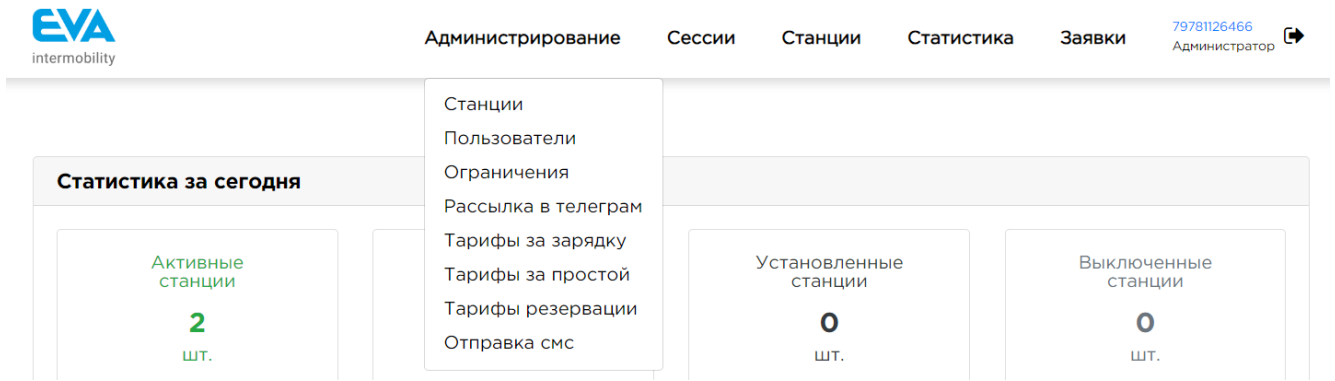 EVA
intermobility
Администрирование Сессии Станции Статистика Заявки
79781126466
Администратор
Станции
Пользователи
Ограничения
Рассылка в телеграм
Тарифы за зарядку
Тарифы за простой
Тарифы резервации
Отправка смс
Статистика за сегодня
Активные
станции
2
шт.
Установленные
станции
0
шт.
Выключенные
станции
0
шт.